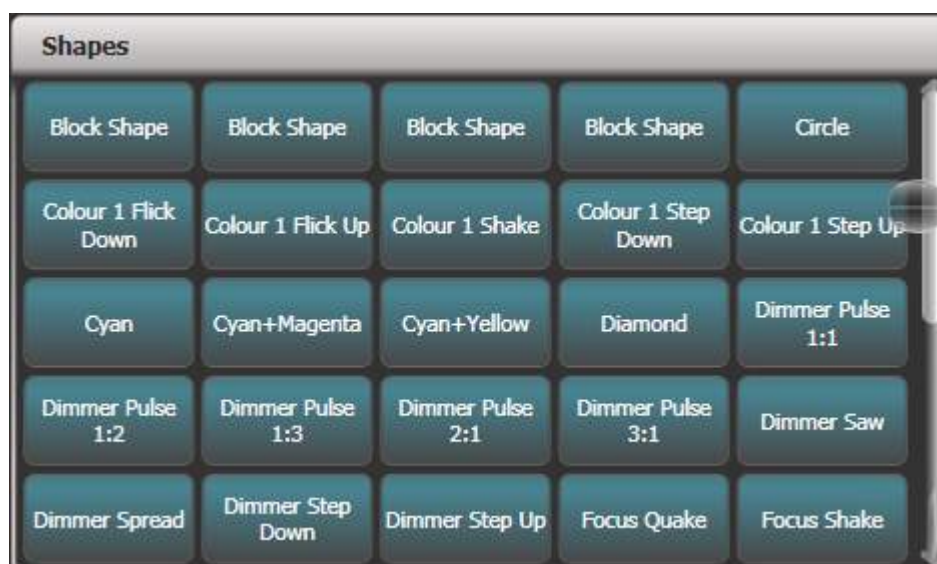 Shapes
Block Shape
Block Shape
Block Shape
Block Shape
Circle
Colour 1 Flick
Down
Colour 1 Flick Up
Colour 1 Shake
Colour 1 Step
Down
Colour 1 Step Up
Cyan
Cyan+Magenta
Cyan+Yellow
Diamond
Dimmer Pulse
1:1
Dimmer Pulse
1:2
Dimmer Pulse
1:3
Dimmer Pulse
2:1
Dimmer Pulse
3:1
Dimmer Saw
Dimmer Spread
Dimmer Step
Down
Dimmer Step Up
Focus Quake
Focus Shake